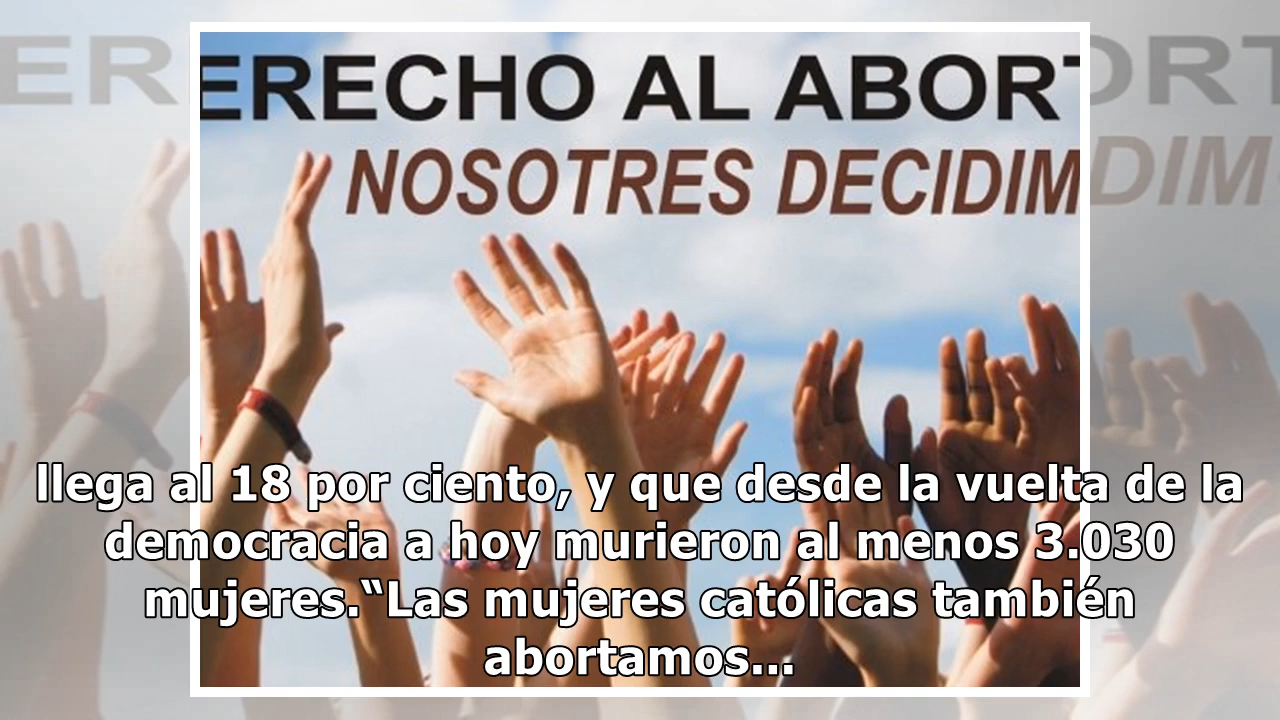 ERECHO AL ABORT
NOSOTRES DECIDIM
llega al 18 por ciento, y que desde la vuelta de la
democracia a hoy murieron al menos 3.030
mujeres.“Las mujeres católicas también
abortamos...